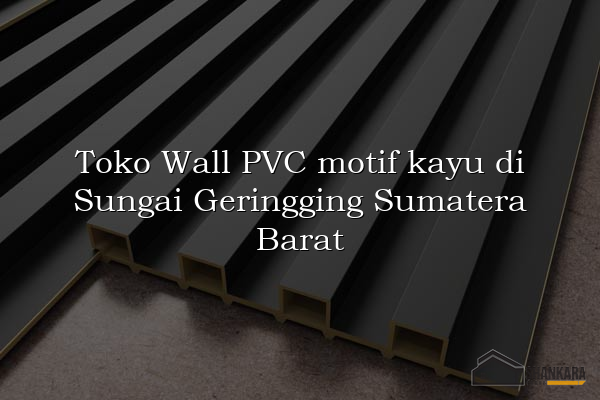 Toko Wall PVC motif kayu di
Sungai Geringging Sumatera
Barat